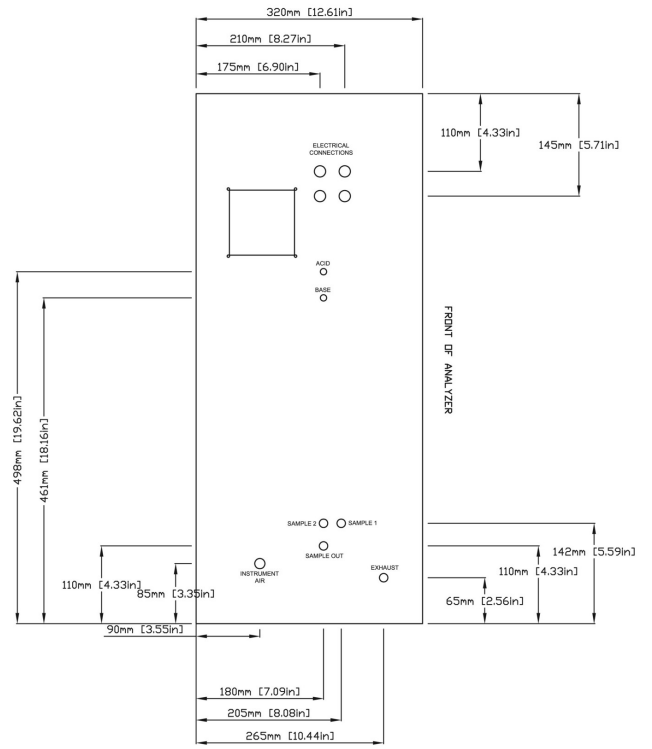 320mm [12.61in]
210mm [8.27in]
175mm [6.90in]
110mm [4.33in]
145mm [5.71in]
ELECTRICAL
CONNECTIONS
ACID
BASE
FRONT OF ANALYZER
498mm [19.62in]
461mm [18.16in]
SAMPLE 2
SAMPLE 1
SAMPLE OUT
INSTRUMENT
AIR
EXHAUST
142mm [5.59in]
110mm [4.33in]
110mm [4.33in]
85mm [3.35in]
65mm [2.56in]
90mm [3.55in]
180mm [7.09in]
205mm [8.08in]
265mm [10.44in]